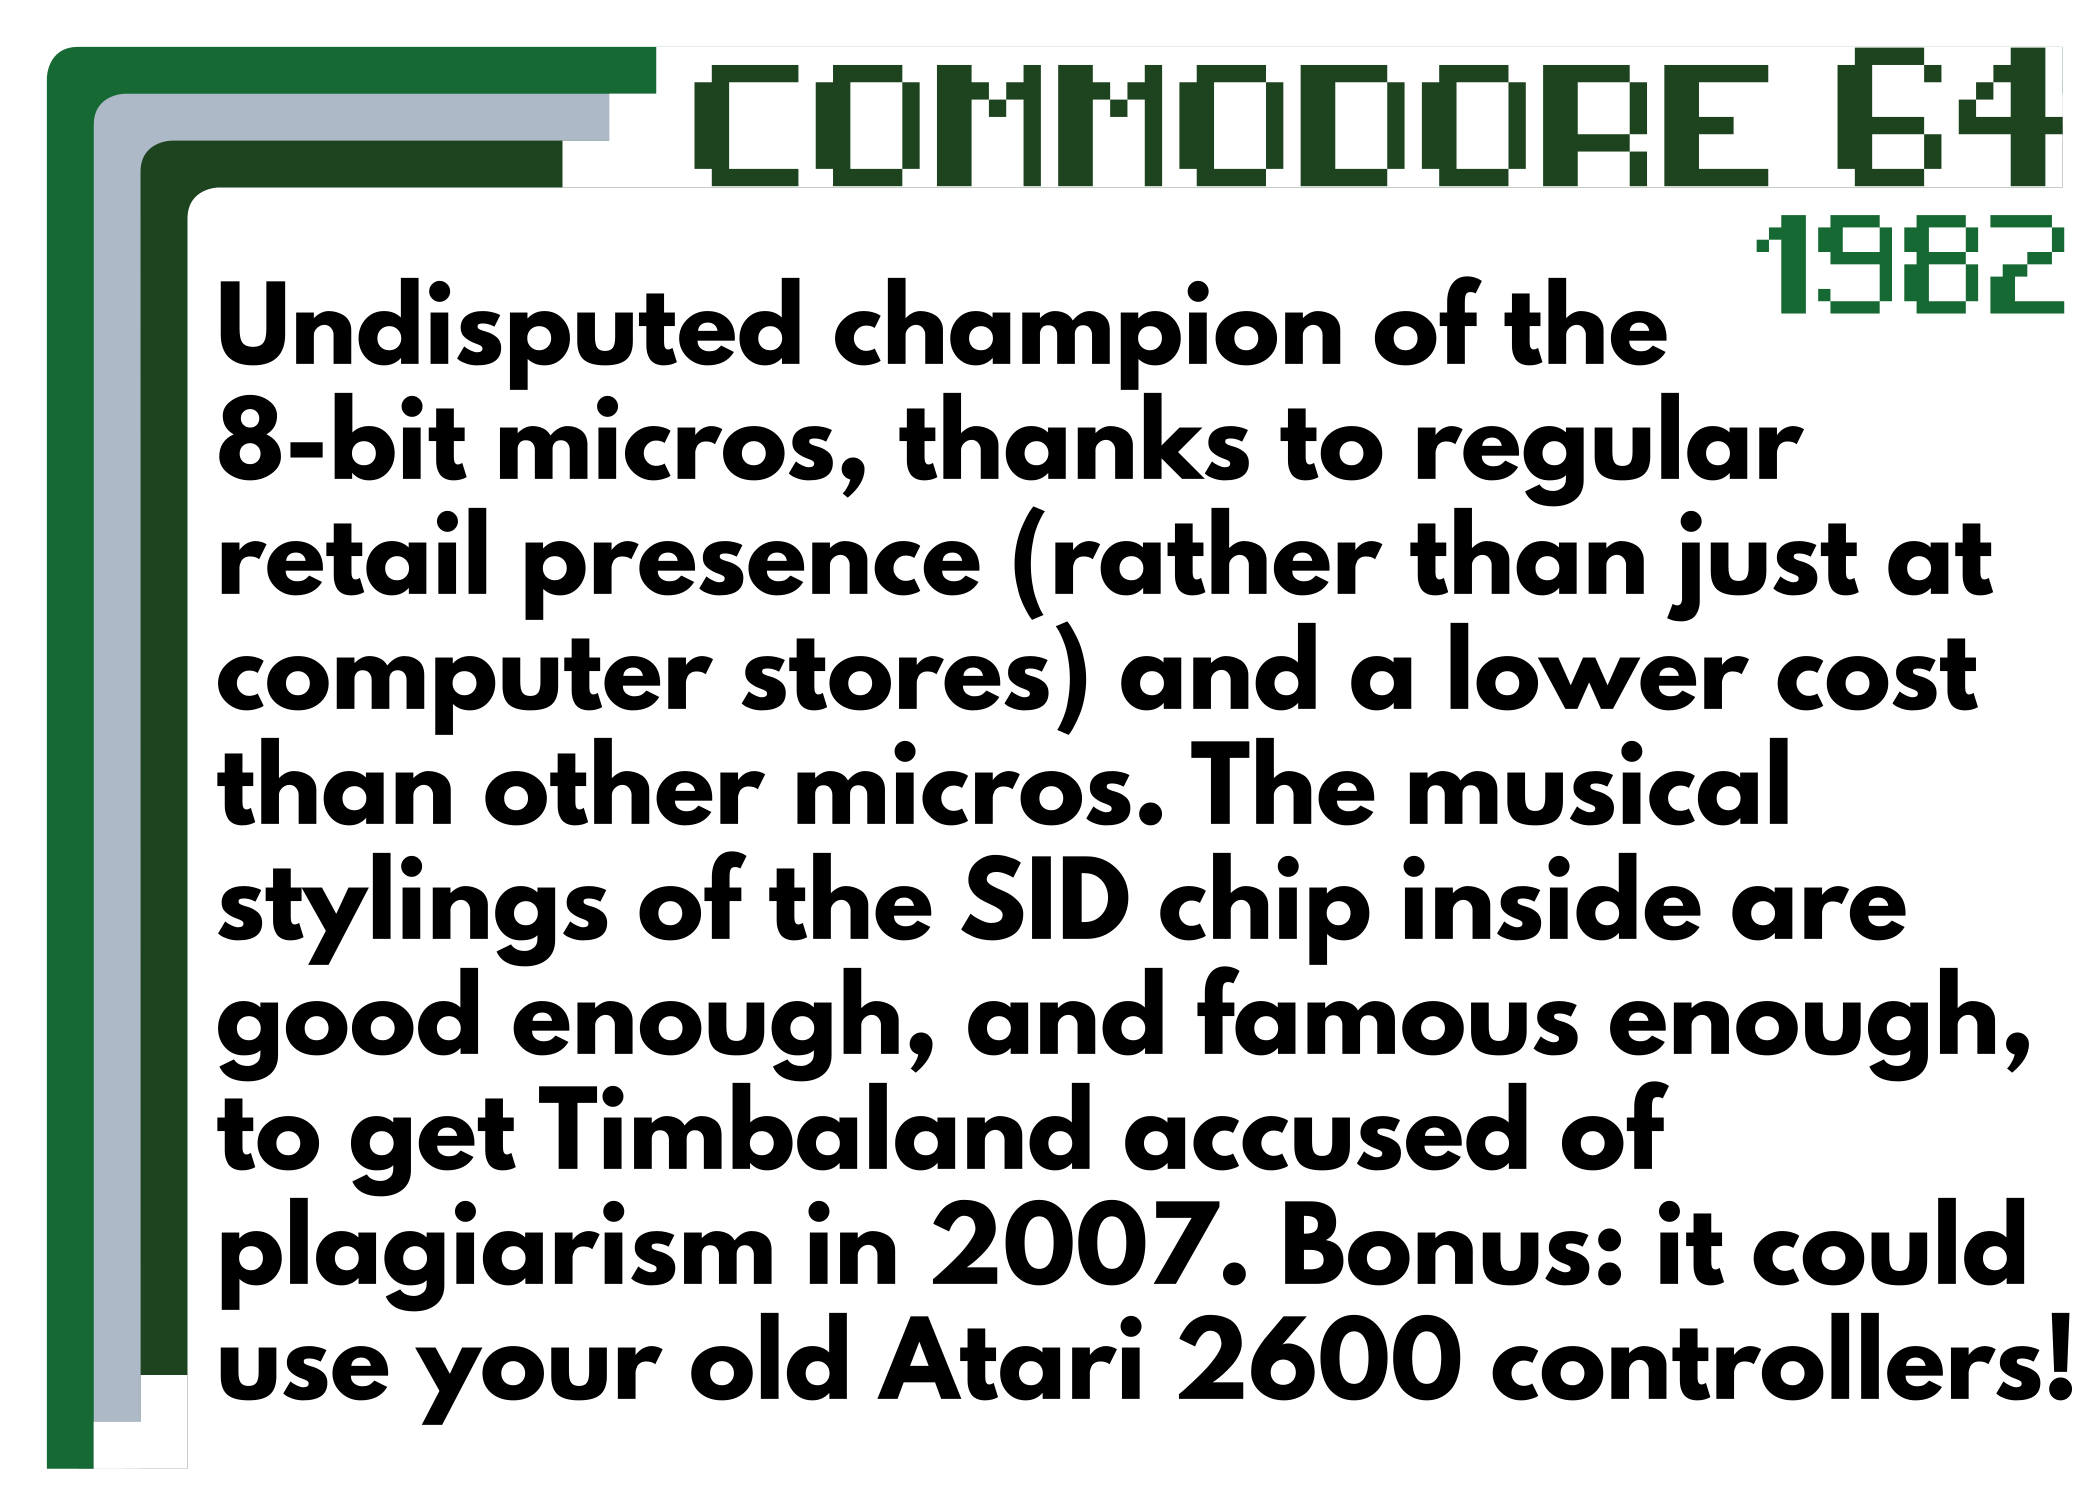 COMMODORE 64
1982
Undisputed champion of the
8-bit micros, thanks to regular
retail presence (rather than just at
computer stores) and a lower cost
than other micros. The musical
stylings of the SID chip inside are
good enough, and famous enough,
to get Timbaland accused of
plagiarism in 2007. Bonus: it could
use your old Atari 2600 controllers!